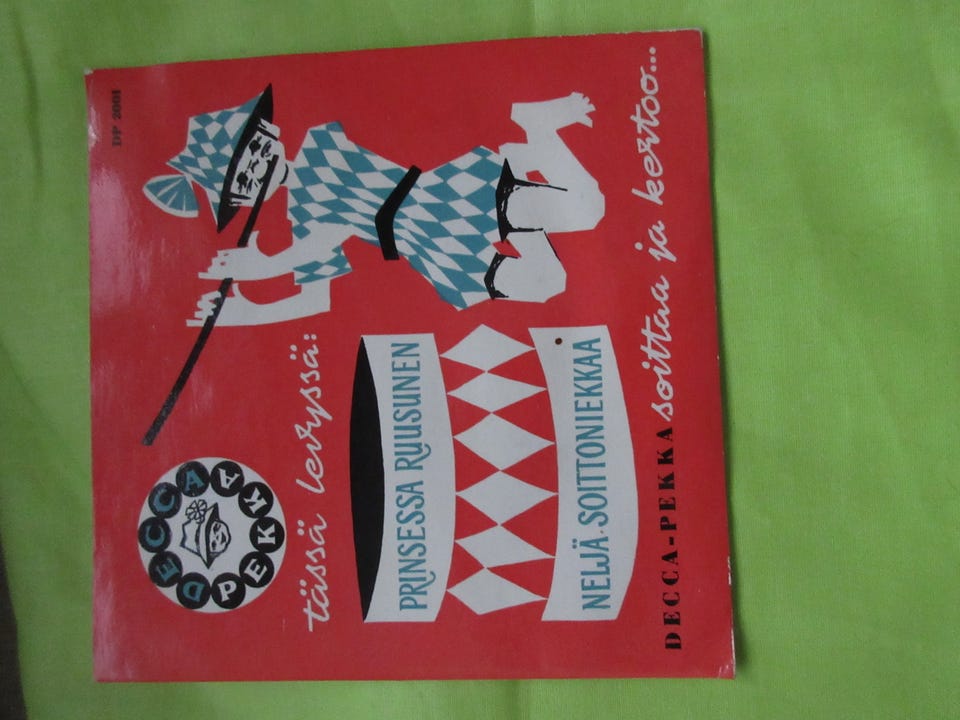 DP 2001
DECCA PEKKA
tässä levyssä:
PRINSESSA RUUSUNEN
NELJÄ SOITTONIEKKAA
DECCA-PEKKA soittaa ja kertoo...